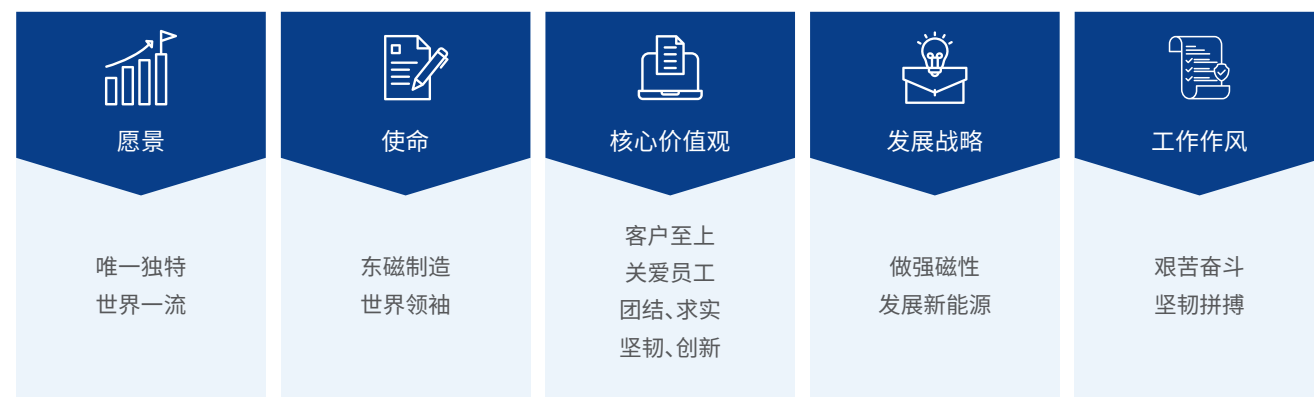 愿景
唯一独特
世界一流
使命
东磁制造
世界领袖
核心价值观
客户至上
关爱员工
团结、求实
坚韧、创新
发展战略
做强磁性
发展新能源
工作作风
艰苦奋斗
坚韧拼搏